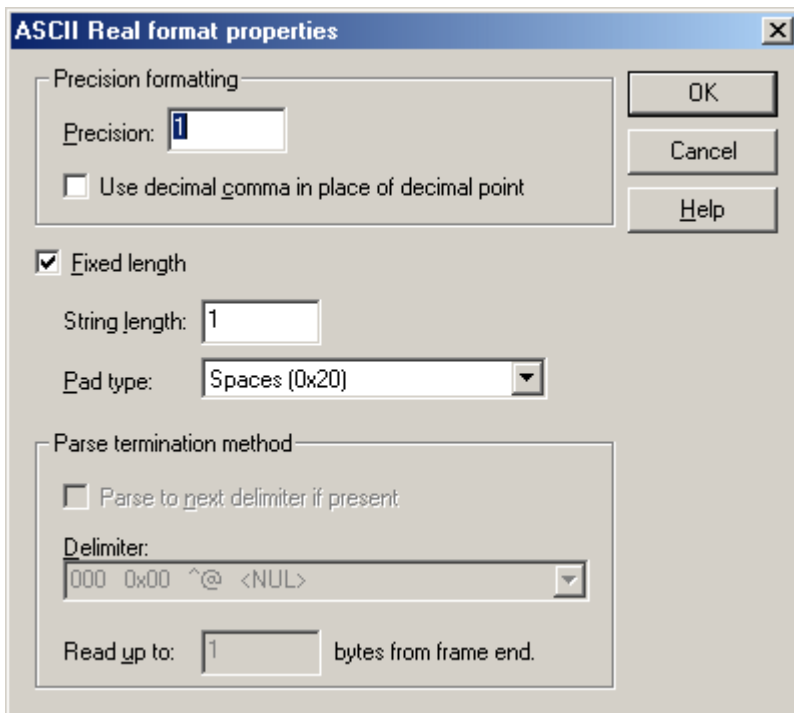 ASCII Real format properties
Precision formatting
OK
Precision: 1
Cancel
Use decimal comma in place of decimal point
Help
Fixed length
String length: 1
Pad type: Spaces (0x20)
Parse termination method
Parse to next delimiter if present
Delimiter:
000 0x00 ^@ <NUL>
Read up to: 1 bytes from frame end.